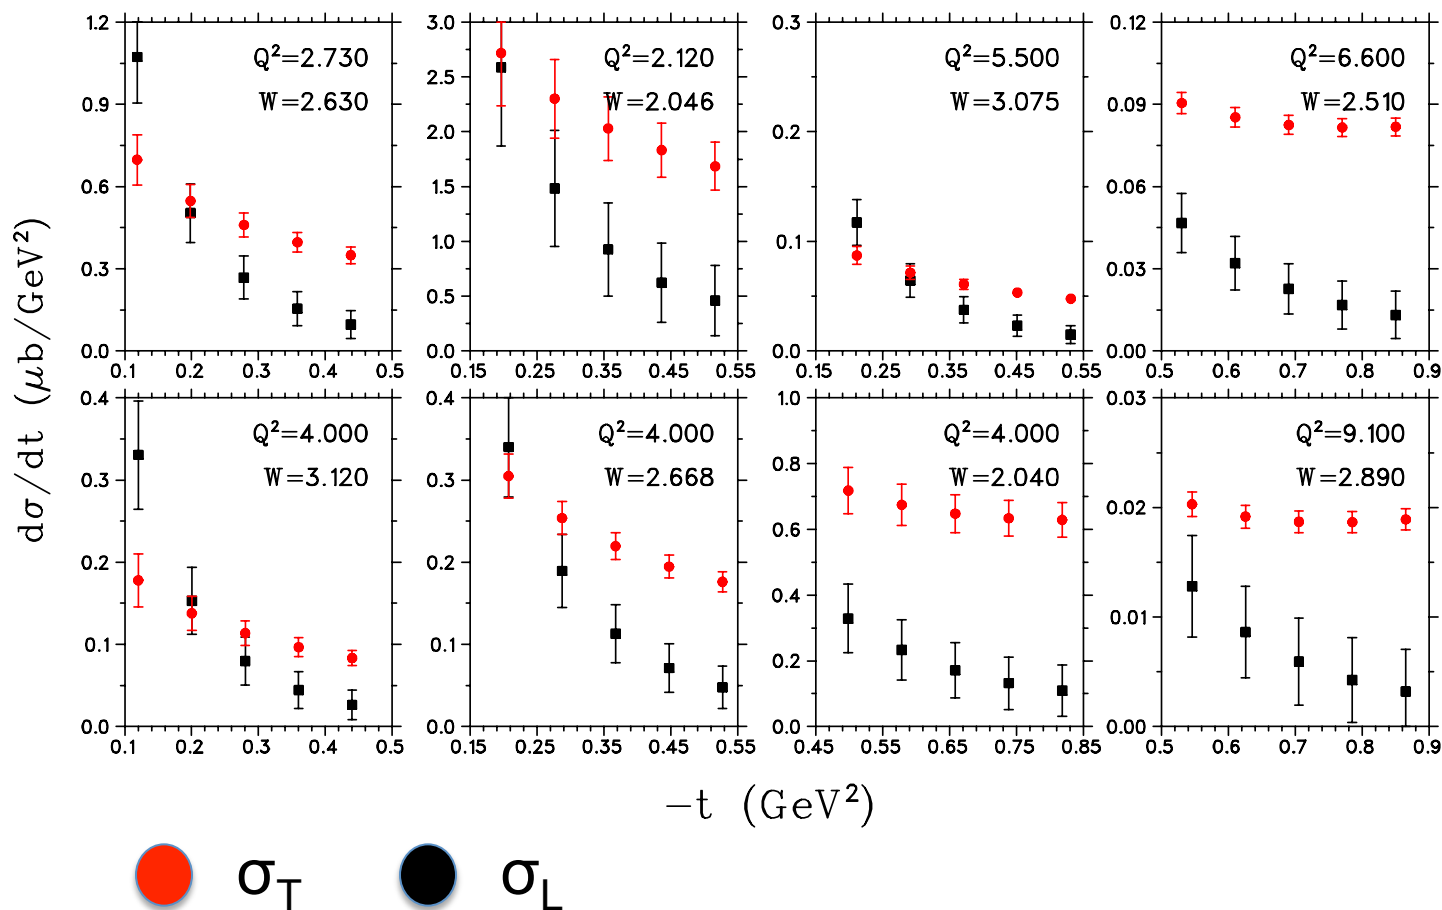 dσ/dt (μb/GeV²)
1.2
0.9
0.6
0.3
0.0
Q²=2.730
W=2.630
0.1 0.2 0.3 0.4 0.5
3.0
2.5
2.0
1.5
1.0
0.5
0.0
Q²=2.120
W=2.046
0.15 0.25 0.35 0.45 0.55
0.3
0.2
0.1
0.0
Q²=5.500
W=3.075
0.15 0.25 0.35 0.45 0.55
0.12
0.09
0.06
0.03
0.00
Q²=6.600
W=2.510
0.5 0.6 0.7 0.8 0.9
0.4
0.3
0.2
0.1
0.0
Q²=4.000
W=3.120
0.1 0.2 0.3 0.4 0.5
0.4
0.3
0.2
0.1
0.0
Q²=4.000
W=2.668
0.15 0.25 0.35 0.45 0.55
1.0
0.8
0.6
0.4
0.2
0.0
Q²=4.000
W=2.040
0.45 0.55 0.65 0.75 0.85
0.03
0.02
0.01
0.00
Q²=9.100
W=2.890
0.5 0.6 0.7 0.8 0.9
−t (GeV²)
σT σL